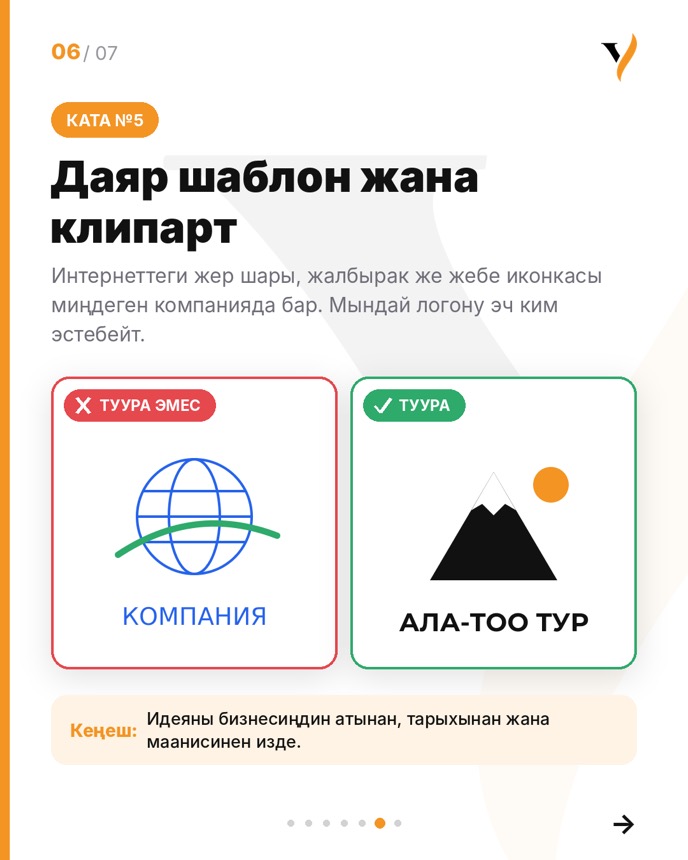 06 / 07
КАТА №5
Даяр шаблон жана
клипарт
Интернеттеги жер шары, жалбырак же жебе иконкасы
миңдеген компанияда бар. Мындай логону эч ким
эстебейт.
ТУУРА ЭМЕС
КОМПАНИЯ
ТУУРА
АЛА-ТОО ТУР
Кеңеш: Идеяны бизнесиңдин атынан, тарыхынан жана
маанисинен изде.